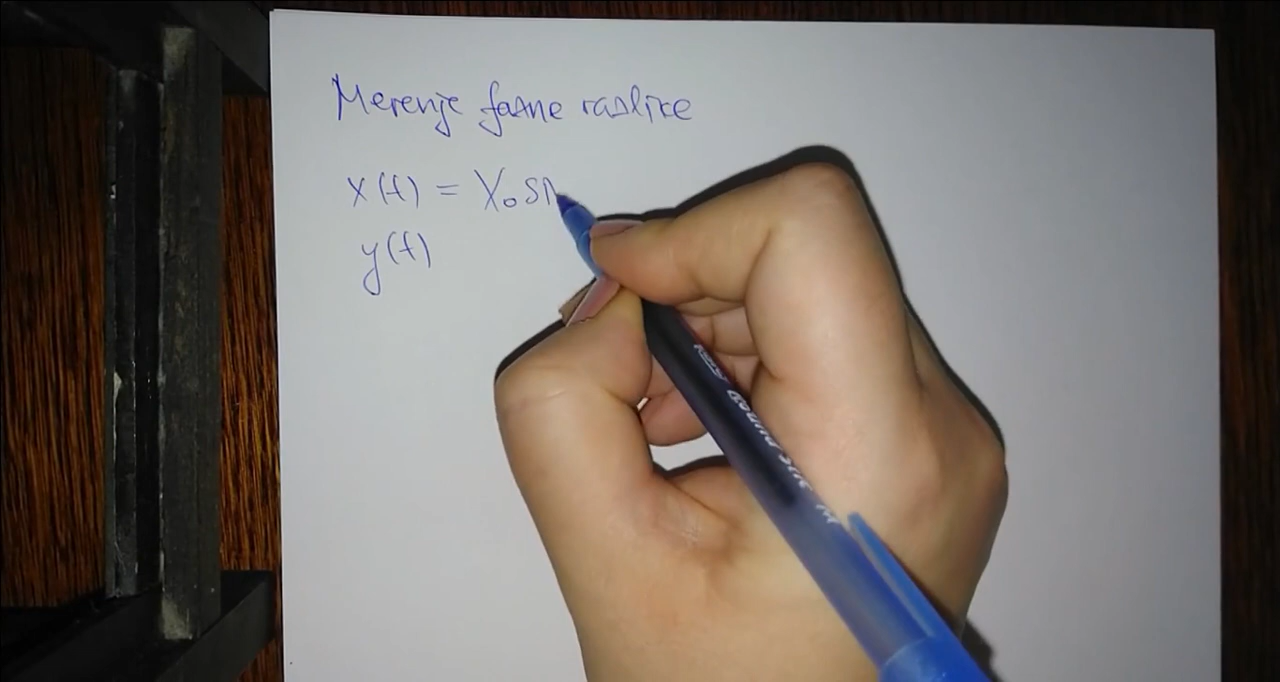 Merenje fazne razlike
x(t) = X₀ sin
y(t)